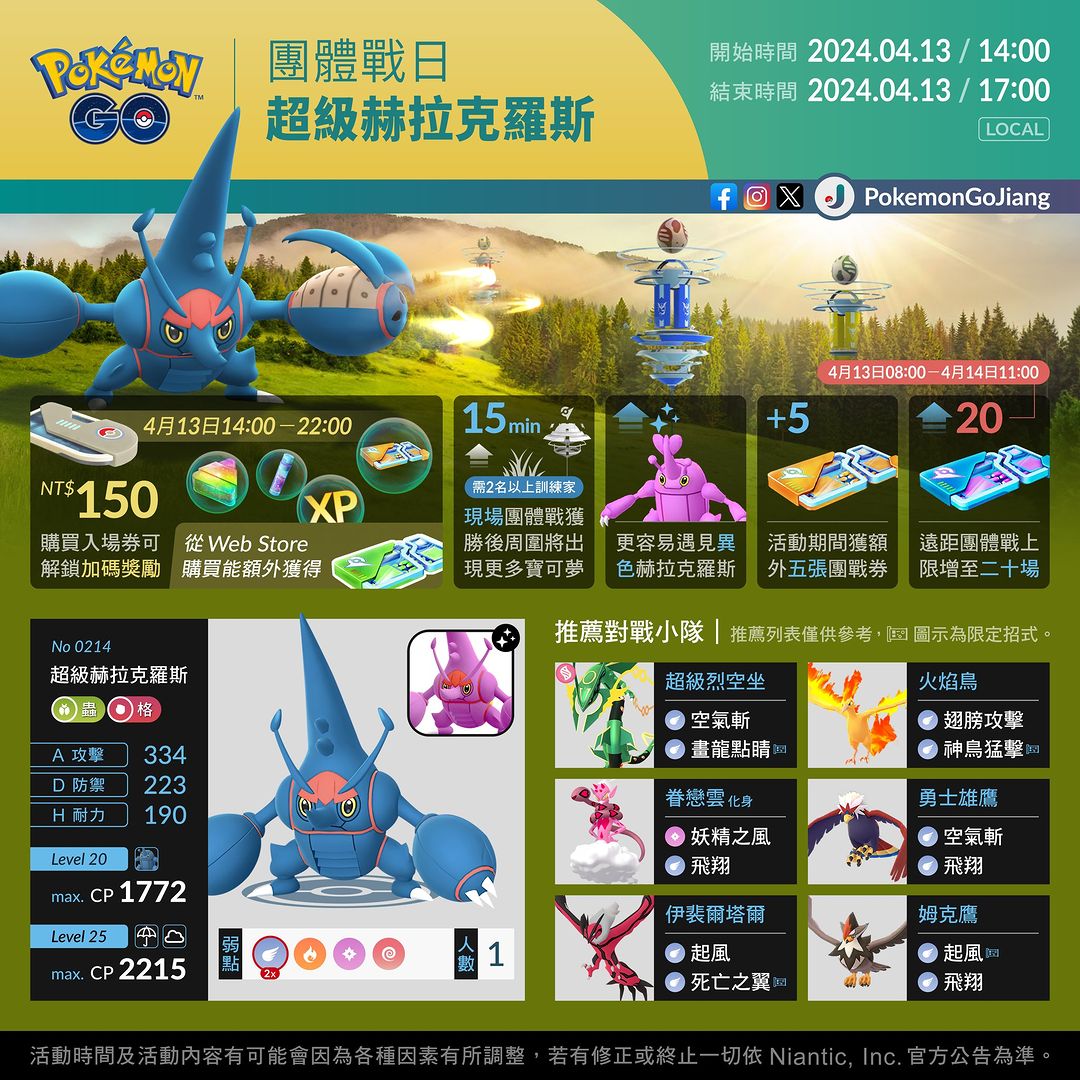 POKéMON GO™
團體戰日
超級赫拉克羅斯
開始時間 2024.04.13 / 14:00
結束時間 2024.04.13 / 17:00
LOCAL
PokemonGoJiang
4月13日08:00－4月14日11:00
4月13日14:00－22:00
NT$150
購買入場券可
解鎖加碼獎勵
XP
從 Web Store
購買能額外獲得
15min
需2名以上訓練家
現場團體戰獲
勝後周圍將出
現更多寶可夢
更容易遇見異
色赫拉克羅斯
+5
活動期間獲額
外五張團戰券
20
遠距團體戰上
限增至二十場
No 0214
超級赫拉克羅斯
蟲 格
A 攻擊 334
D 防禦 223
H 耐力 190
Level 20
max. CP 1772
Level 25
max. CP 2215
弱點
2x
人數 1
推薦對戰小隊｜推薦列表僅供參考，圖示為限定招式。
超級烈空坐
空氣斬
畫龍點睛
火焰鳥
翅膀攻擊
神鳥猛擊
眷戀雲 化身
妖精之風
飛翔
勇士雄鷹
空氣斬
飛翔
伊裴爾塔爾
起風
死亡之翼
姆克鷹
起風
飛翔
活動時間及活動內容有可能會因為各種因素有所調整，若有修正或終止一切依 Niantic, Inc. 官方公告為準。